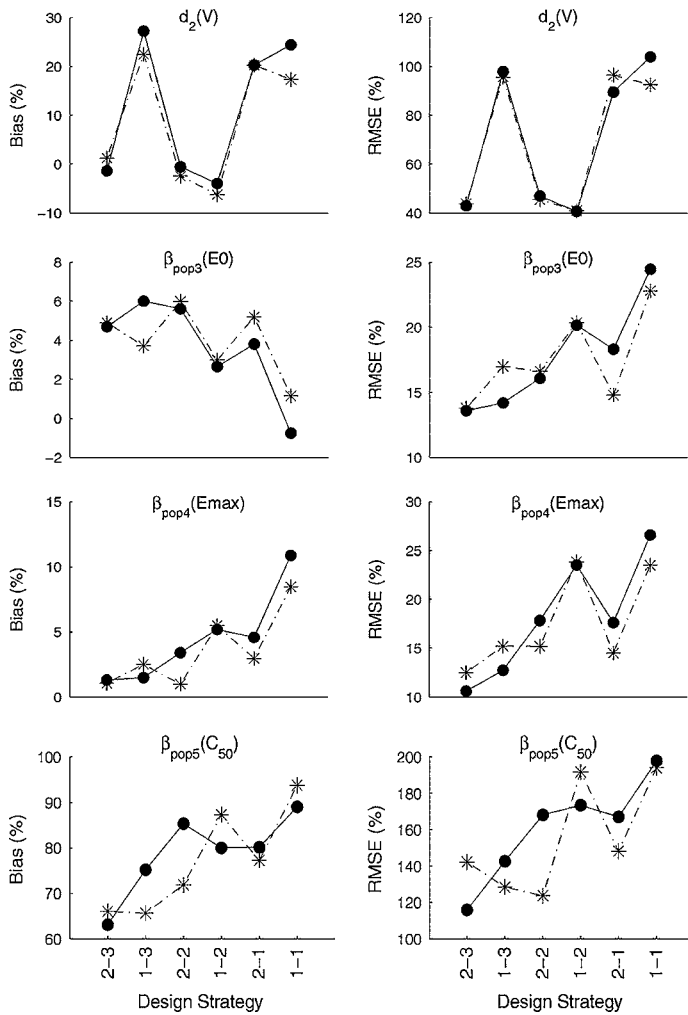 d2(V)
30
20
10
0
−10
Bias (%)
d2(V)
120
100
80
60
40
RMSE (%)
βpop3(E0)
8
6
4
2
0
−2
Bias (%)
βpop3(E0)
25
20
15
10
RMSE (%)
βpop4(Emax)
15
10
5
0
Bias (%)
βpop4(Emax)
30
25
20
15
10
RMSE (%)
βpop5(C50)
100
90
80
70
60
Bias (%)
2−3
1−3
2−2
1−2
2−1
1−1
Design Strategy
βpop5(C50)
200
180
160
140
120
100
RMSE (%)
2−3
1−3
2−2
1−2
2−1
1−1
Design Strategy